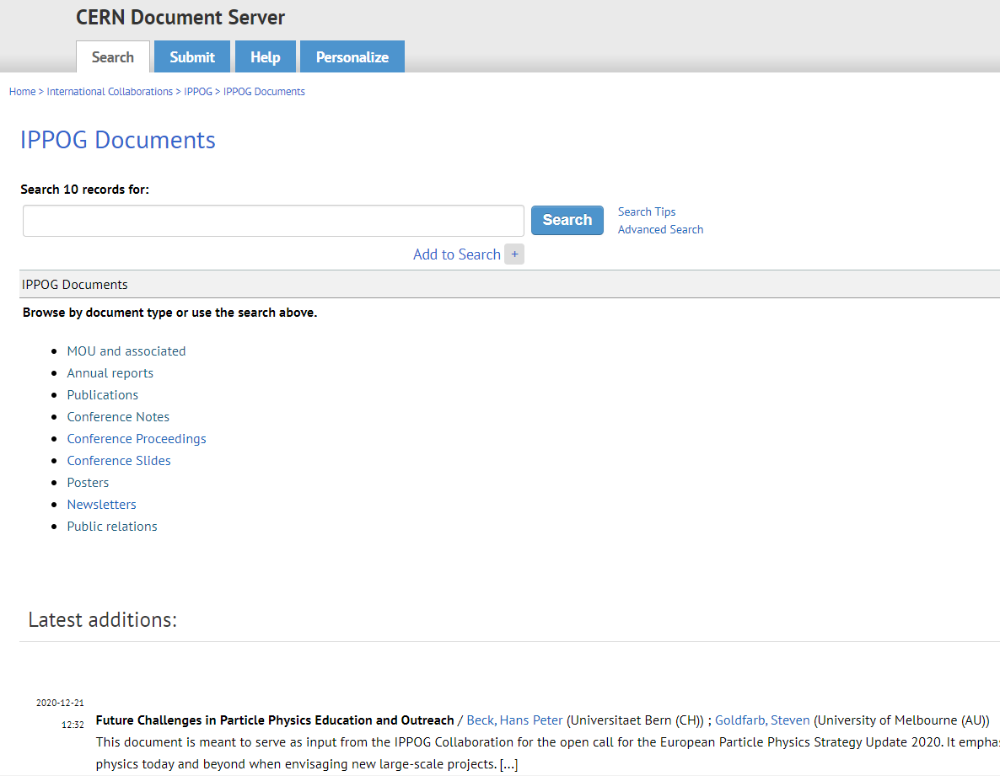 CERN Document Server
Search Submit Help Personalize
Home > International Collaborations > IPPOG > IPPOG Documents
IPPOG Documents
Search 10 records for:
Search
Search Tips
Advanced Search
Add to Search +
IPPOG Documents
Browse by document type or use the search above.
MOU and associated
Annual reports
Publications
Conference Notes
Conference Proceedings
Conference Slides
Posters
Newsletters
Public relations
Latest additions:
2020-12-21
12:32
Future Challenges in Particle Physics Education and Outreach / Beck, Hans Peter (Universitaet Bern (CH)) ; Goldfarb, Steven (University of Melbourne (AU))
This document is meant to serve as input from the IPPOG Collaboration for the open call for the European Particle Physics Strategy Update 2020. It empha
physics today and beyond when envisaging new large-scale projects. [...]